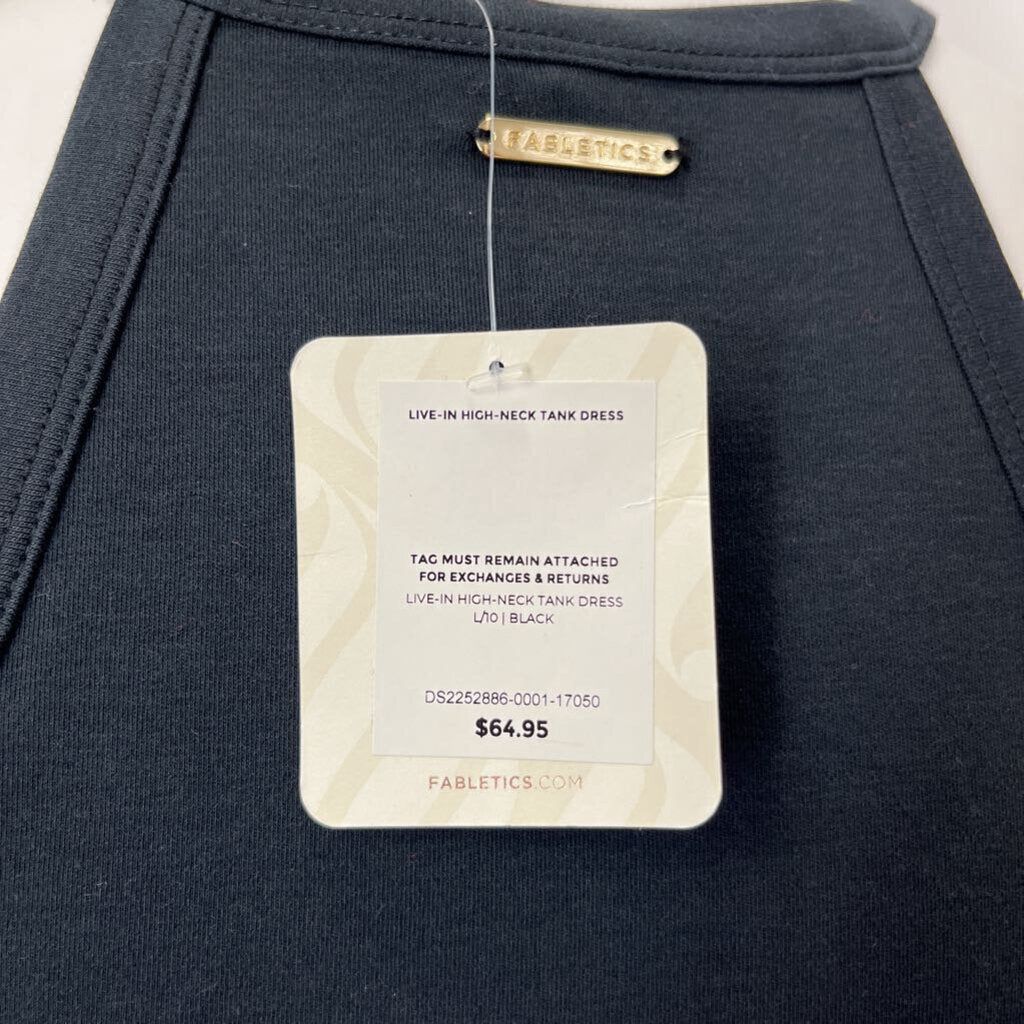 FABLETICS
LIVE-IN HIGH-NECK TANK DRESS
TAG MUST REMAIN ATTACHED
FOR EXCHANGES & RETURNS
LIVE-IN HIGH-NECK TANK DRESS
L/10 | BLACK
DS2252886-0001-17050
$64.95
FABLETICS.COM